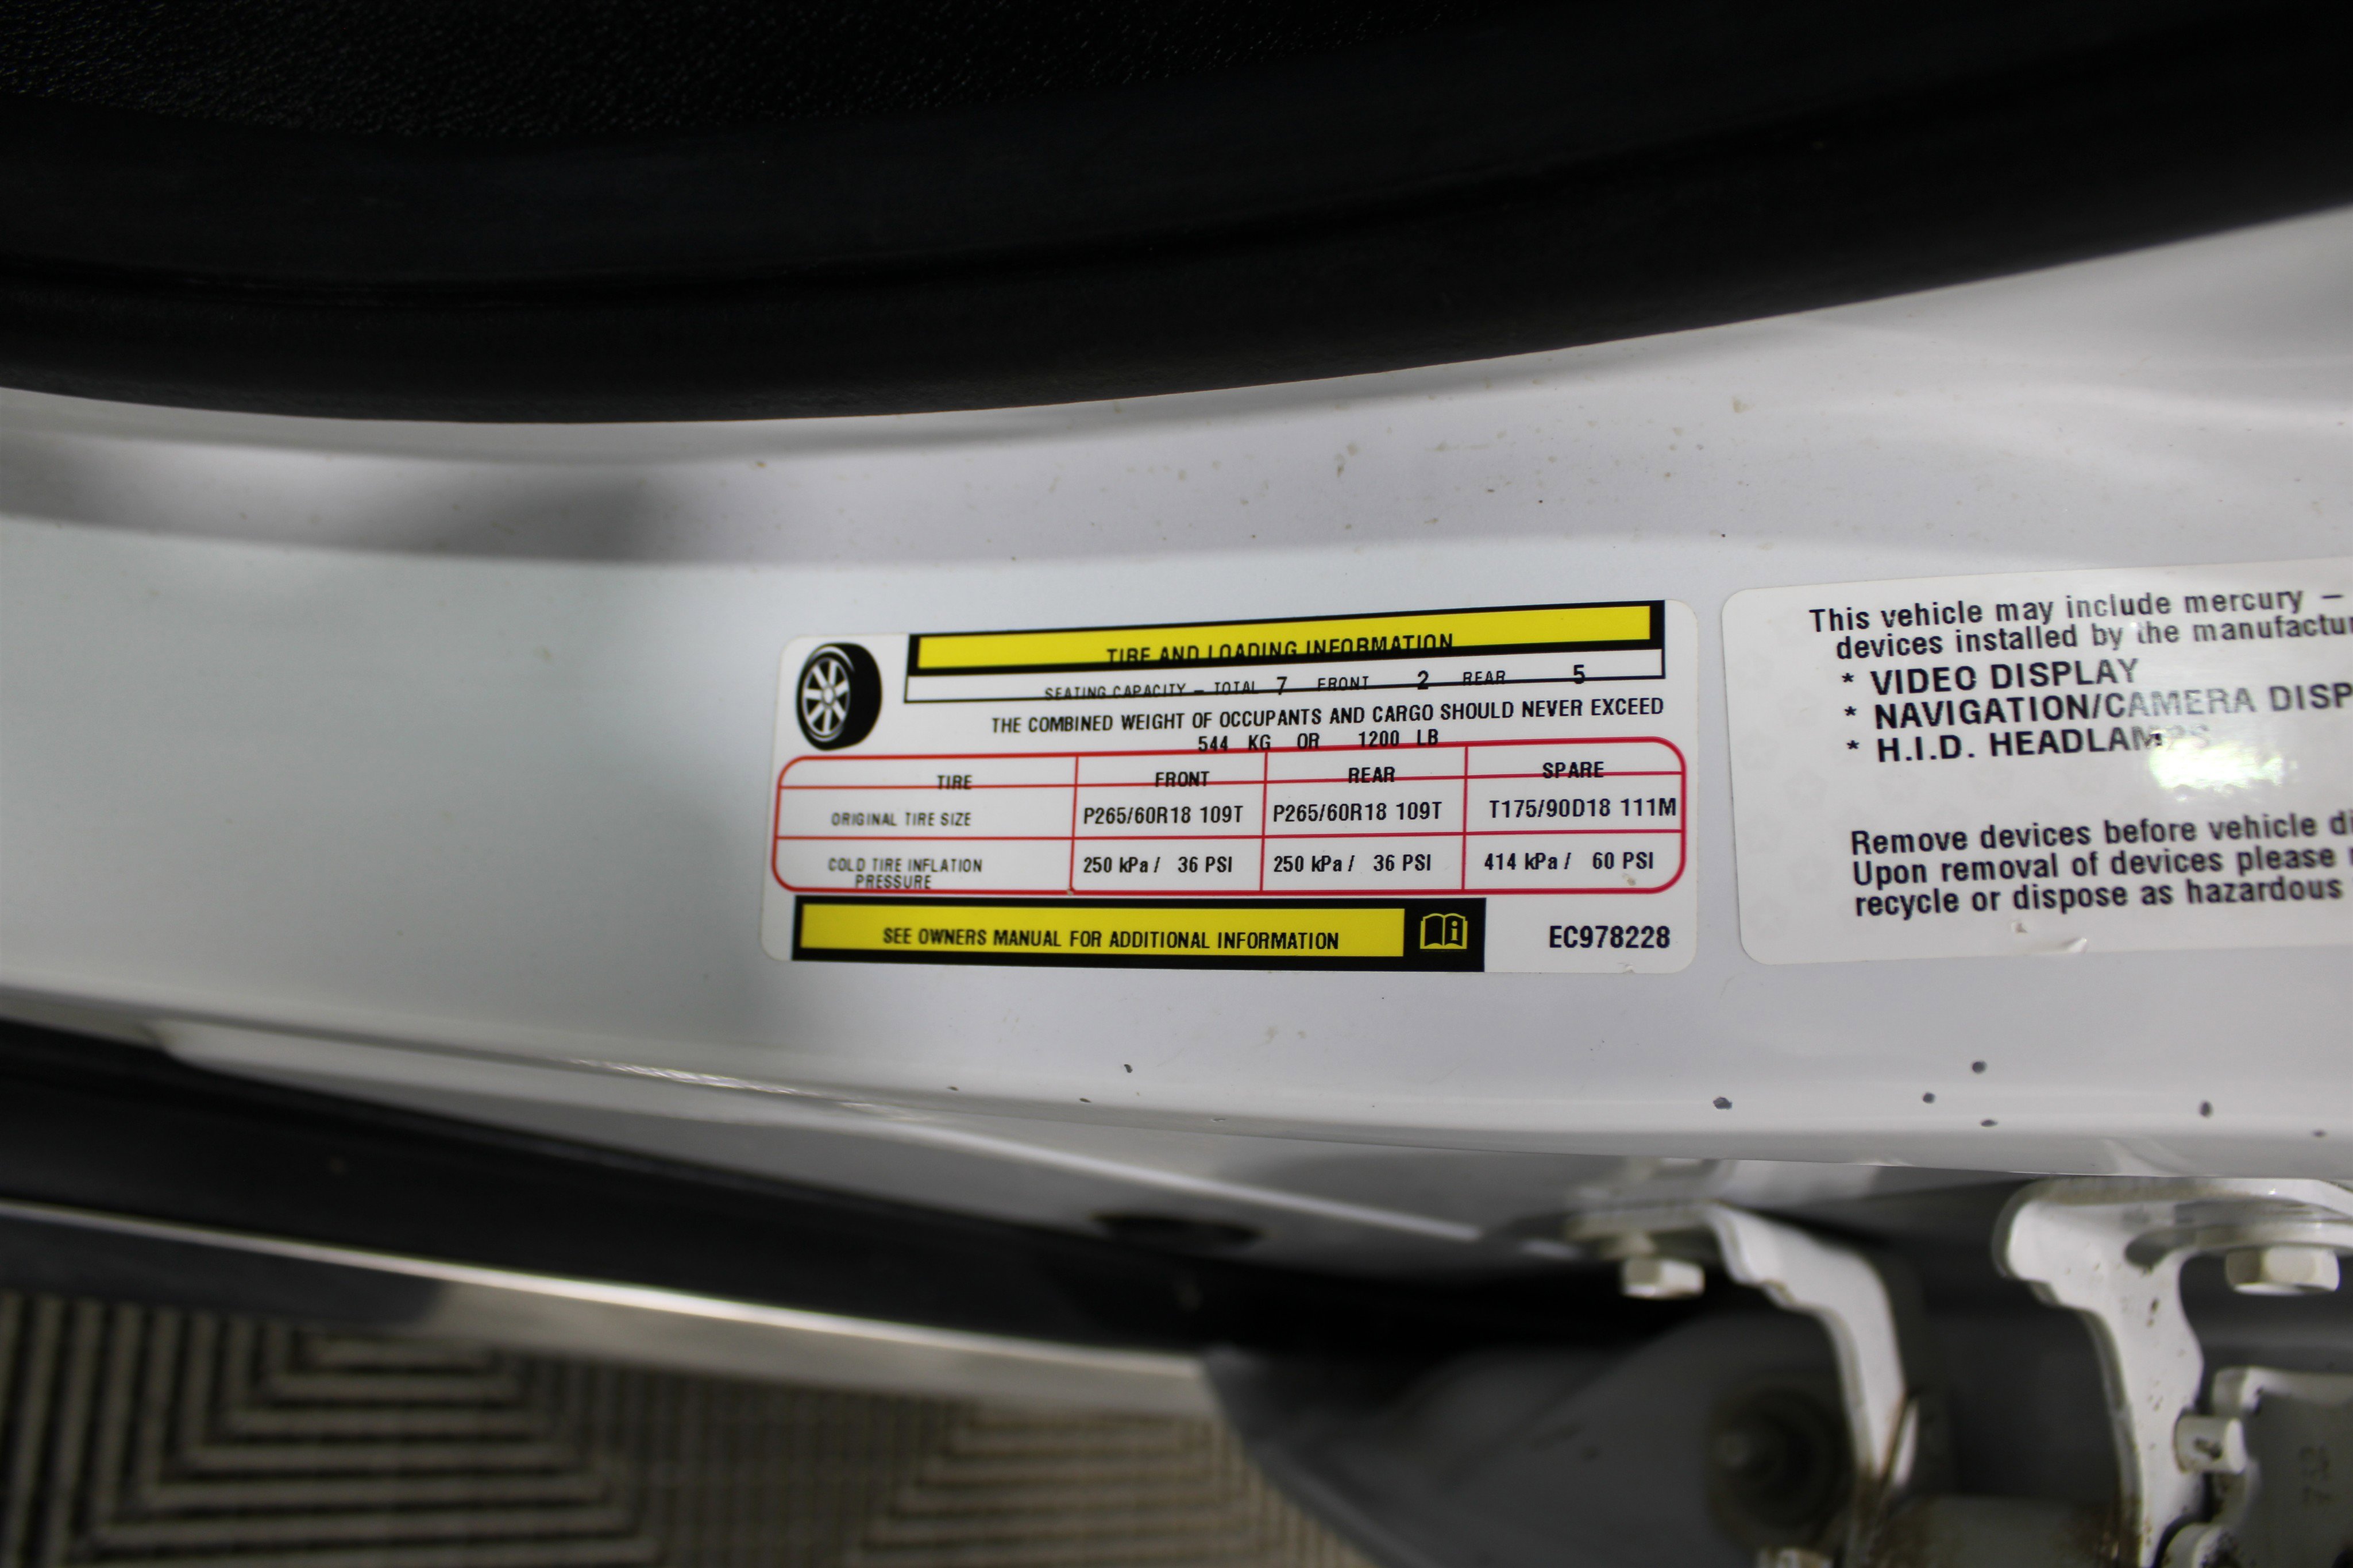 TIRE AND LOADING INFORMATION
SEATING CAPACITY – TOTAL 7 FRONT 2 REAR 5
THE COMBINED WEIGHT OF OCCUPANTS AND CARGO SHOULD NEVER EXCEED
544 KG OR 1200 LB
TIRE FRONT REAR SPARE
ORIGINAL TIRE SIZE P265/60R18 109T P265/60R18 109T T175/90D18 111M
COLD TIRE INFLATION PRESSURE 250 kPa / 36 PSI 250 kPa / 36 PSI 414 kPa / 60 PSI
SEE OWNERS MANUAL FOR ADDITIONAL INFORMATION
EC978228
This vehicle may include mercury –
devices installed by the
* VIDEO DISPLAY
* NAVIGATION/CAMERA
* H.I.D. HEADLAMPS
Remove devices before vehicle
Upon removal of devices please
recycle or dispose as hazardous